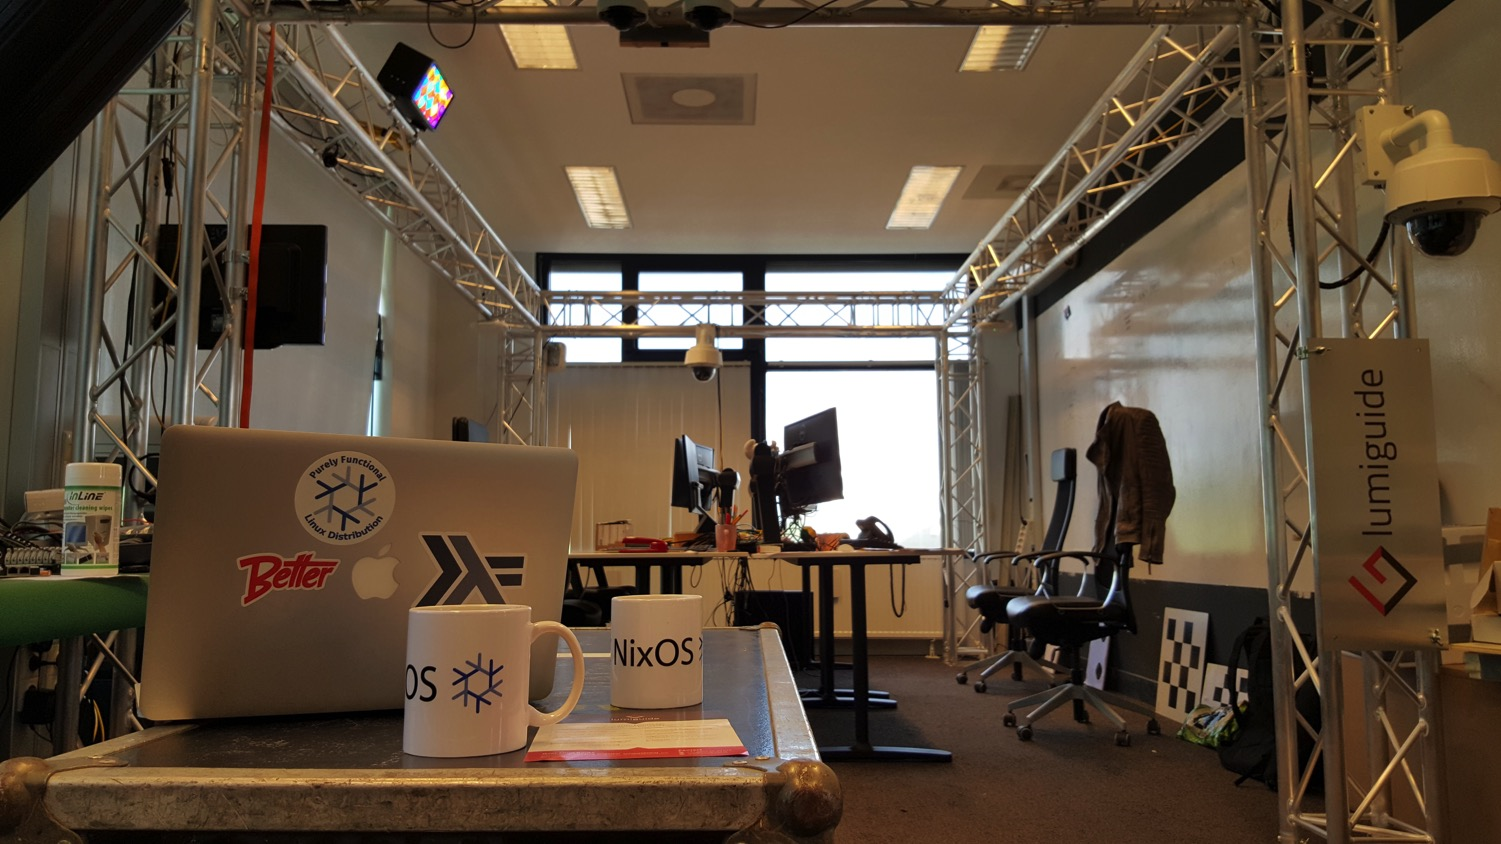 Purely Functional
Linux Distribution
Better
InLINE
cleaning wipes
OS
NixOS
lumiguide